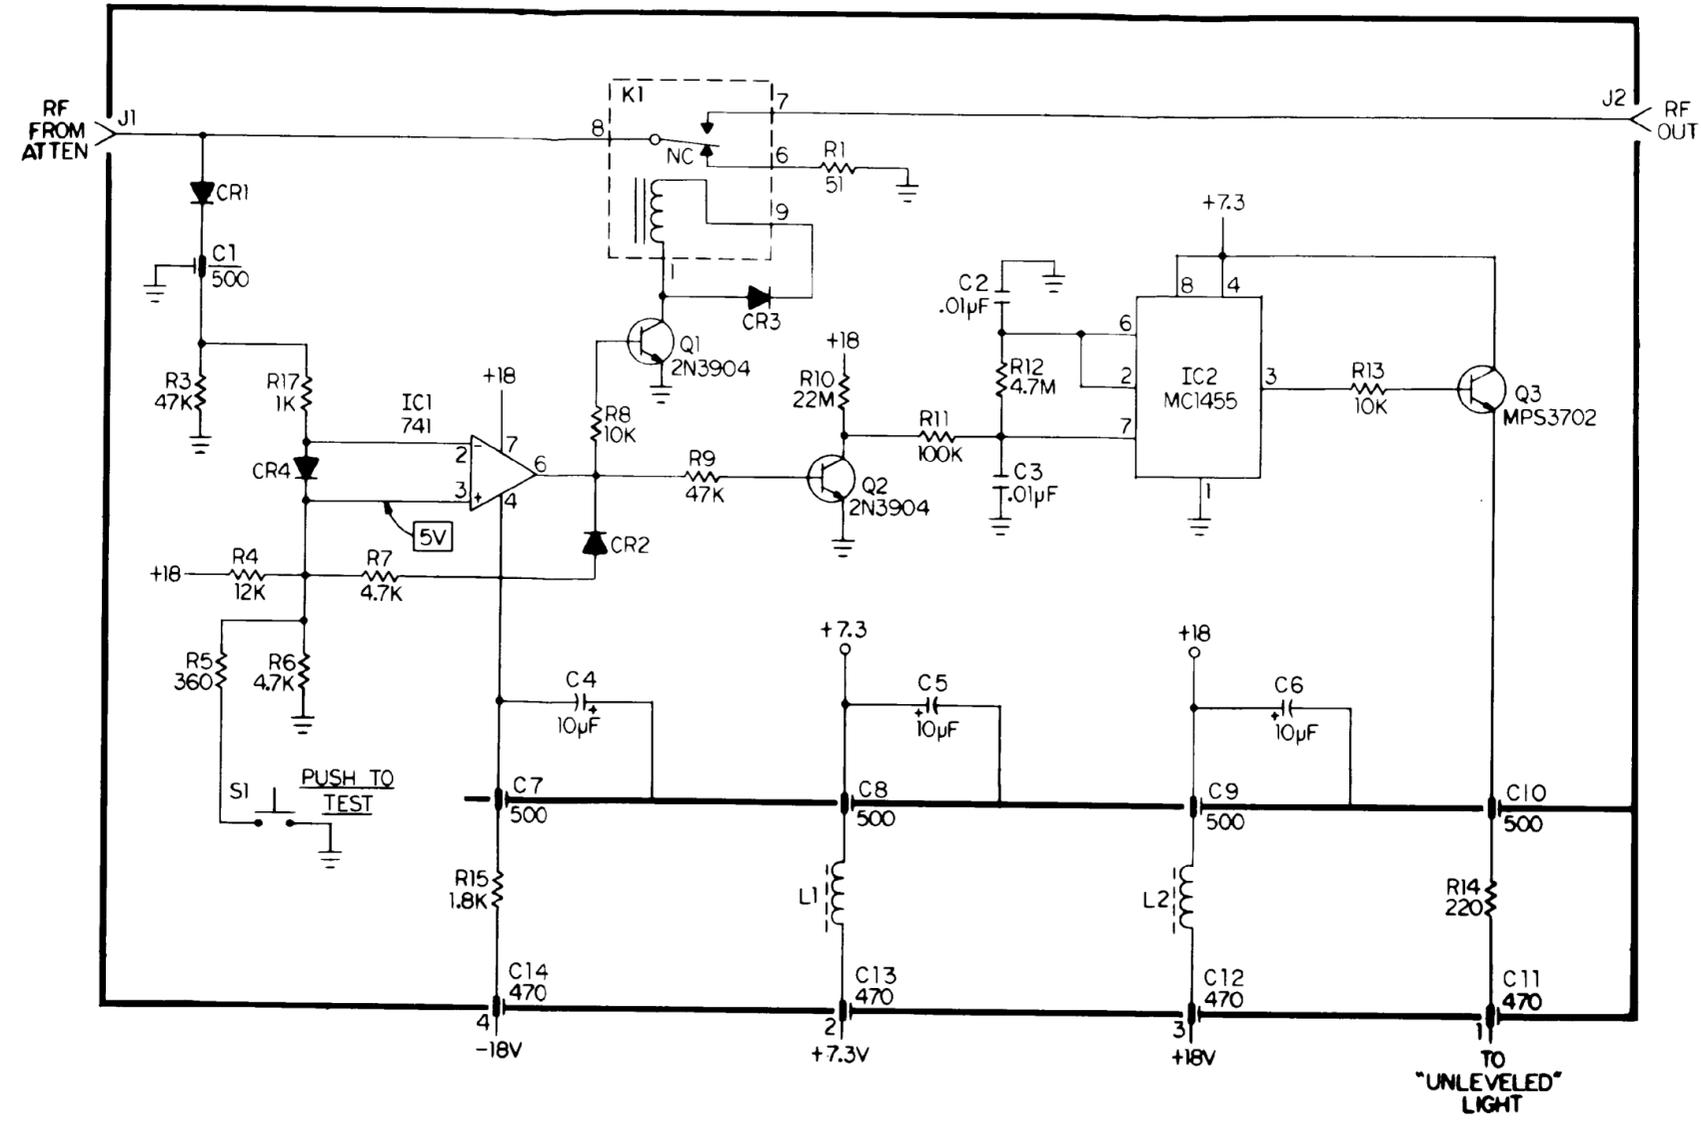 K1
7
J2
RF
OUT
RF
FROM
ATTEN
J1
8
NC
6
R1
51
CR1
9
+7.3
C1
500
1
C2
.01µF
8
4
CR3
6
Q1
2N3904
+18
R3
47K
R17
1K
+18
R10
22M
R12
4.7M
2
IC2
MC1455
3
R13
10K
Q3
MPS3702
IC1
741
R8
10K
R11
100K
7
2
-
7
CR4
6
R9
47K
C3
.01µF
3
+
4
Q2
2N3904
1
5V
CR2
+18
R4
12K
R7
4.7K
+7.3
+18
R5
360
R6
4.7K
C4
+
10µF
C5
+
10µF
C6
+
10µF
S1
PUSH TO
TEST
C7
500
C8
500
C9
500
C10
500
R15
1.8K
L1
L2
R14
220
C14
470
C13
470
C12
470
C11
470
4
2
3
1
-18V
+7.3V
+18V
TO
"UNLEVELED"
LIGHT